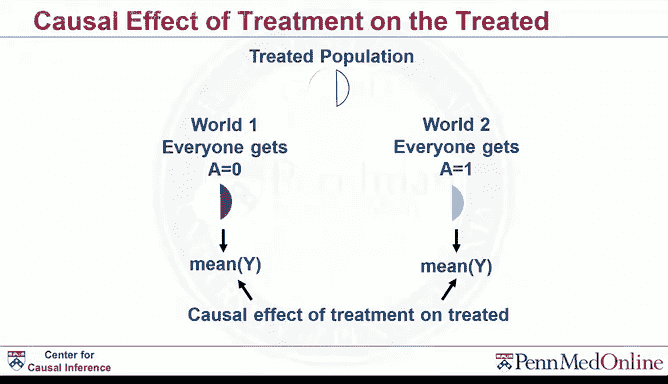 Causal Effect of Treatment on the Treated
Treated Population
World 1
Everyone gets
A=0
World 2
Everyone gets
A=1
mean(Y)
mean(Y)
Causal effect of treatment on treated
Center for
Causal Inference
PennMedOnline